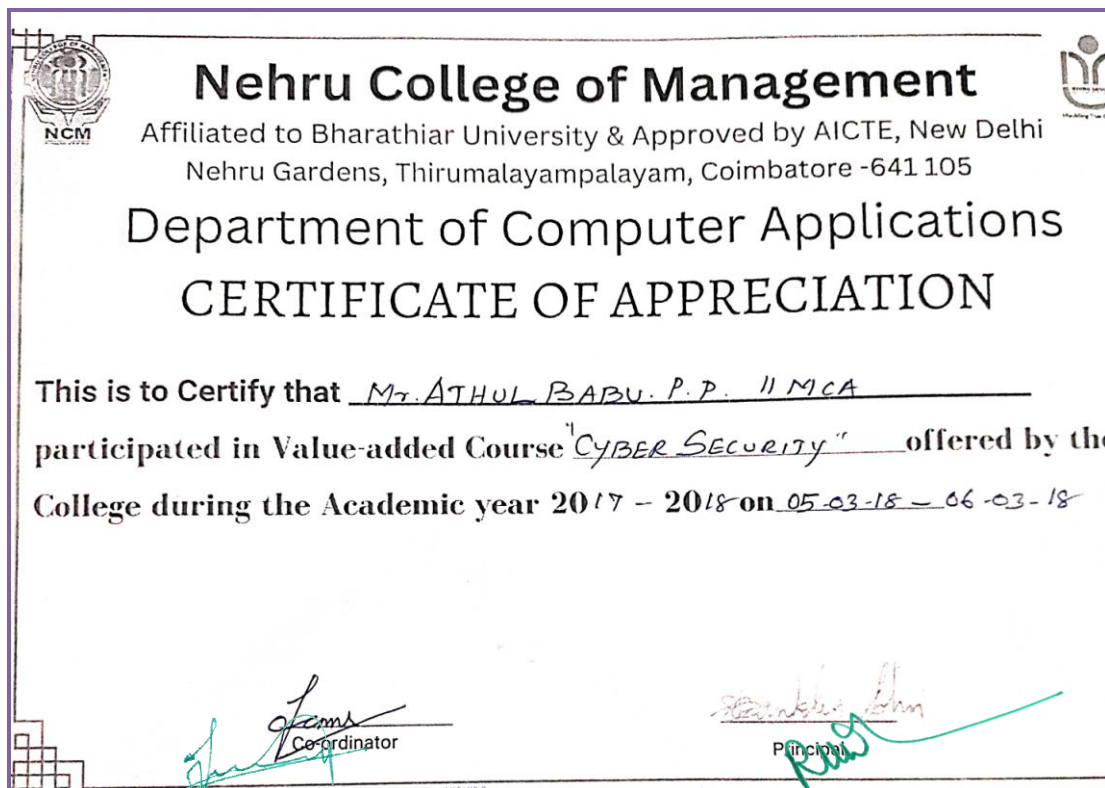 NCM
Nehru College of Management
Affiliated to Bharathiar University & Approved by AICTE, New Delhi
Nehru Gardens, Thirumalayampalayam, Coimbatore -641 105
Department of Computer Applications
CERTIFICATE OF APPRECIATION
This is to Certify that Mr. ATHUL BABU. P.P. II MCA
participated in Value-added Course "CYBER SECURITY" offered by the
College during the Academic year 2017 - 2018 on 05-03-18 - 06-03-18
Co-ordinator
Principal